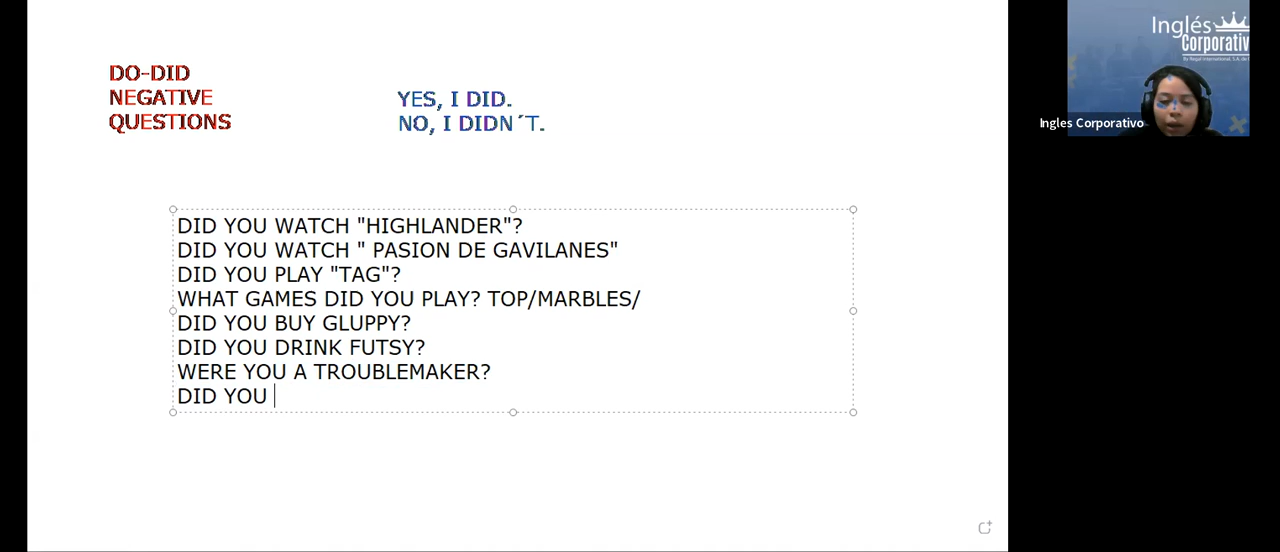 DO-DID
NEGATIVE
QUESTIONS
YES, I DID.
NO, I DIDN´T.
DID YOU WATCH "HIGHLANDER"?
DID YOU WATCH " PASION DE GAVILANES"
DID YOU PLAY "TAG"?
WHAT GAMES DID YOU PLAY? TOP/MARBLES/
DID YOU BUY GLUPPY?
DID YOU DRINK FUTSY?
WERE YOU A TROUBLEMAKER?
DID YOU
Inglés
Corporativ
Ingles Corporativo